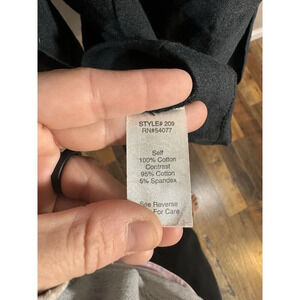 STYLE# 209
RN#54077
Self
100% Cotton
Contrast
95% Cotton
5% Spandex
See Reverse
For Care